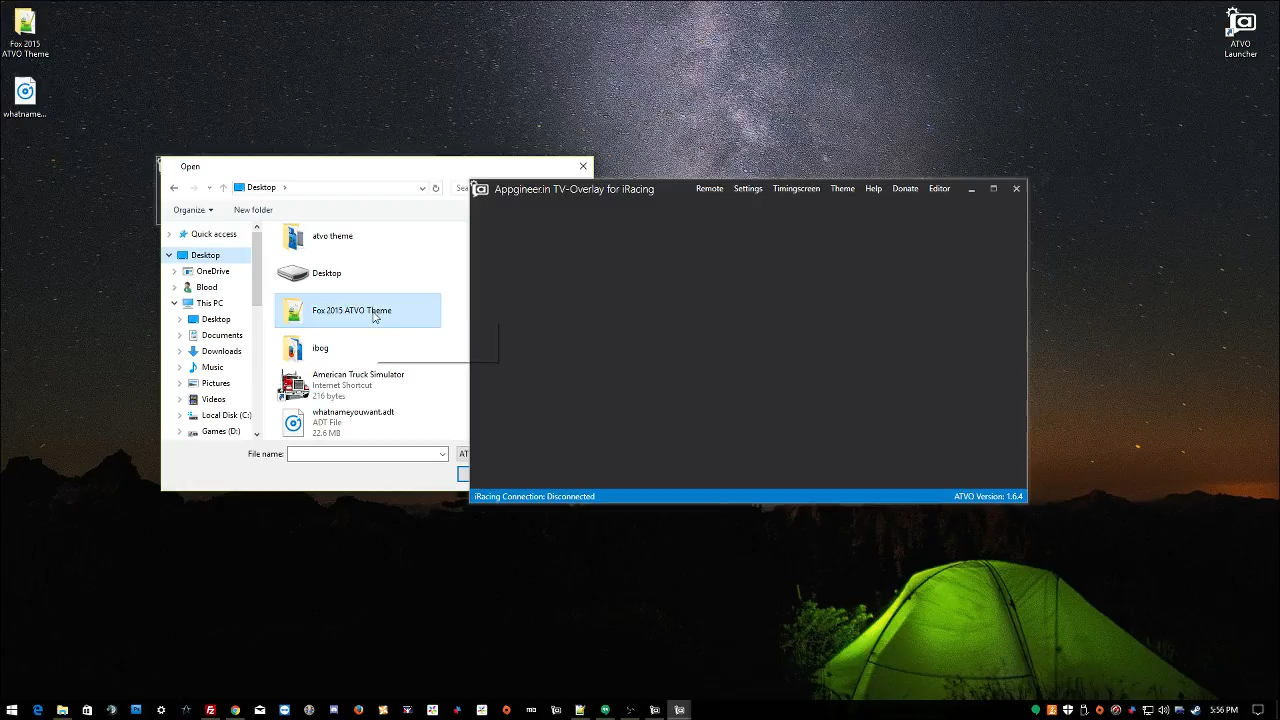 Fox 2015
ATVO Theme
whatname...
ATVO
Launcher
Open
Desktop
Sea
Organize
New folder
Quick access
Desktop
OneDrive
Blood
This PC
Desktop
Documents
Downloads
Music
Pictures
Videos
Local Disk (C:)
Games (D:)
atvo theme
Desktop
Fox 2015 ATVO Theme
ibog
American Truck Simulator
Internet Shortcut
216 bytes
whatnameyouwant.adt
ADT File
22.6 MB
File name:
AT
Appgineer.in TV-Overlay for iRacing
Remote
Settings
Timingscreen
Theme
Help
Donate
Editor
iRacing Connection: Disconnected
ATVO Version: 1.6.4
5:56 PM